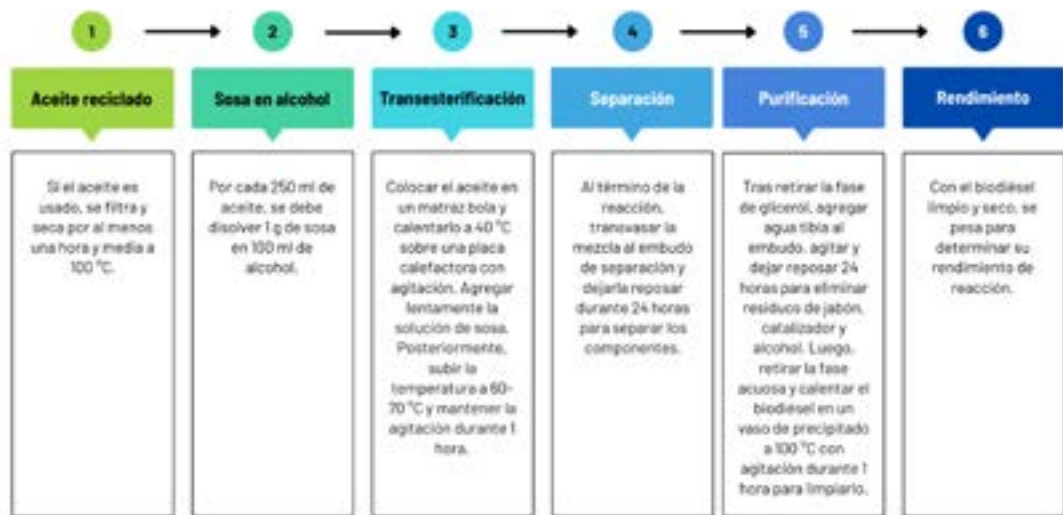 1
2
3
4
5
6
Aceite reciclado
Sosa en alcohol
Transesterificación
Separación
Purificación
Rendimiento
Si el aceite es
usado, se filtra y
seca por al menos
una hora y media a
100 °C.
Por cada 250 ml de
aceite, se debe
disolver 1 g de sosa
en 100 ml de
alcohol.
Colocar el aceite en
un matraz bola y
calentarlo a 40 °C
sobre una placa
calefactora con
agitación. Agregar
lentamente la
solución de sosa.
Posteriormente,
subir la
temperatura a 60-
70 °C y mantener la
agitación durante 1
hora.
Al término de la
reacción,
transvasar la
mezcla al embudo
de separación y
dejarla reposar
durante 24 horas
para separar los
componentes.
Tras retirar la fase
de glicerol, agregar
agua tibia al
embudo, agitar y
dejar reposar 24
horas para eliminar
residuos de jabón,
catalizador y
alcohol. Luego,
retirar la fase
acuosa y calentar el
biodiésel en un
vaso de precipitado
a 100 °C con
agitación durante 1
hora para limpiarlo.
Con el biodiésel
limpio y seco, se
pesa para
determinar su
rendimiento de
reacción.